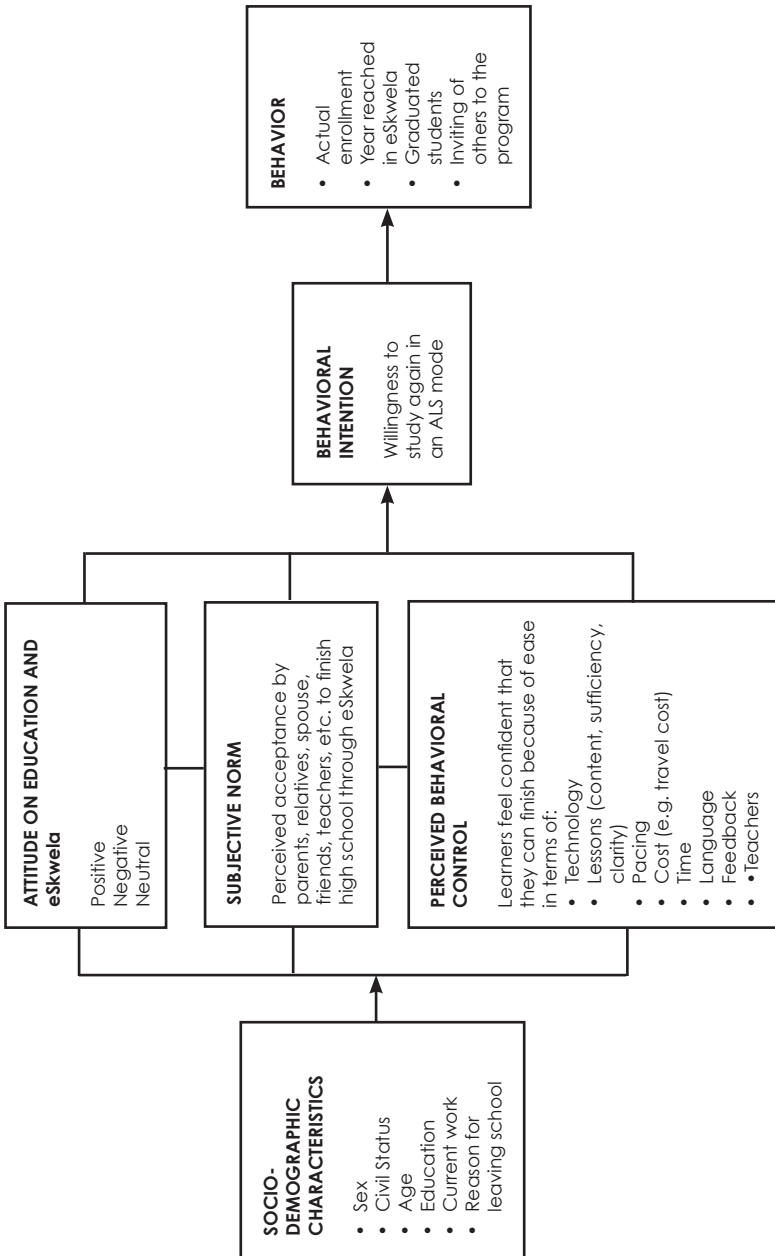 SOCIO-
DEMOGRAPHIC
CHARACTERISTICS
• Sex
• Civil Status
• Age
• Education
• Current work
• Reason for
leaving school
ATTITUDE ON EDUCATION AND
eSkwela
Positive
Negative
Neutral
SUBJECTIVE NORM
Perceived acceptance by
parents, relatives, spouse,
friends, teachers, etc. to finish
high school through eSkwela
PERCEIVED BEHAVIORAL
CONTROL
Learners feel confident that
they can finish because of ease
in terms of:
• Technology
• Lessons (content, sufficiency,
clarity)
• Pacing
• Cost (e.g. travel cost)
• Time
• Language
• Feedback
• •Teachers
BEHAVIORAL
INTENTION
Willingness to
study again in
an ALS mode
BEHAVIOR
• Actual
enrollment
• Year reached
in eSkwela
• Graduated
students
• Inviting of
others to the
program